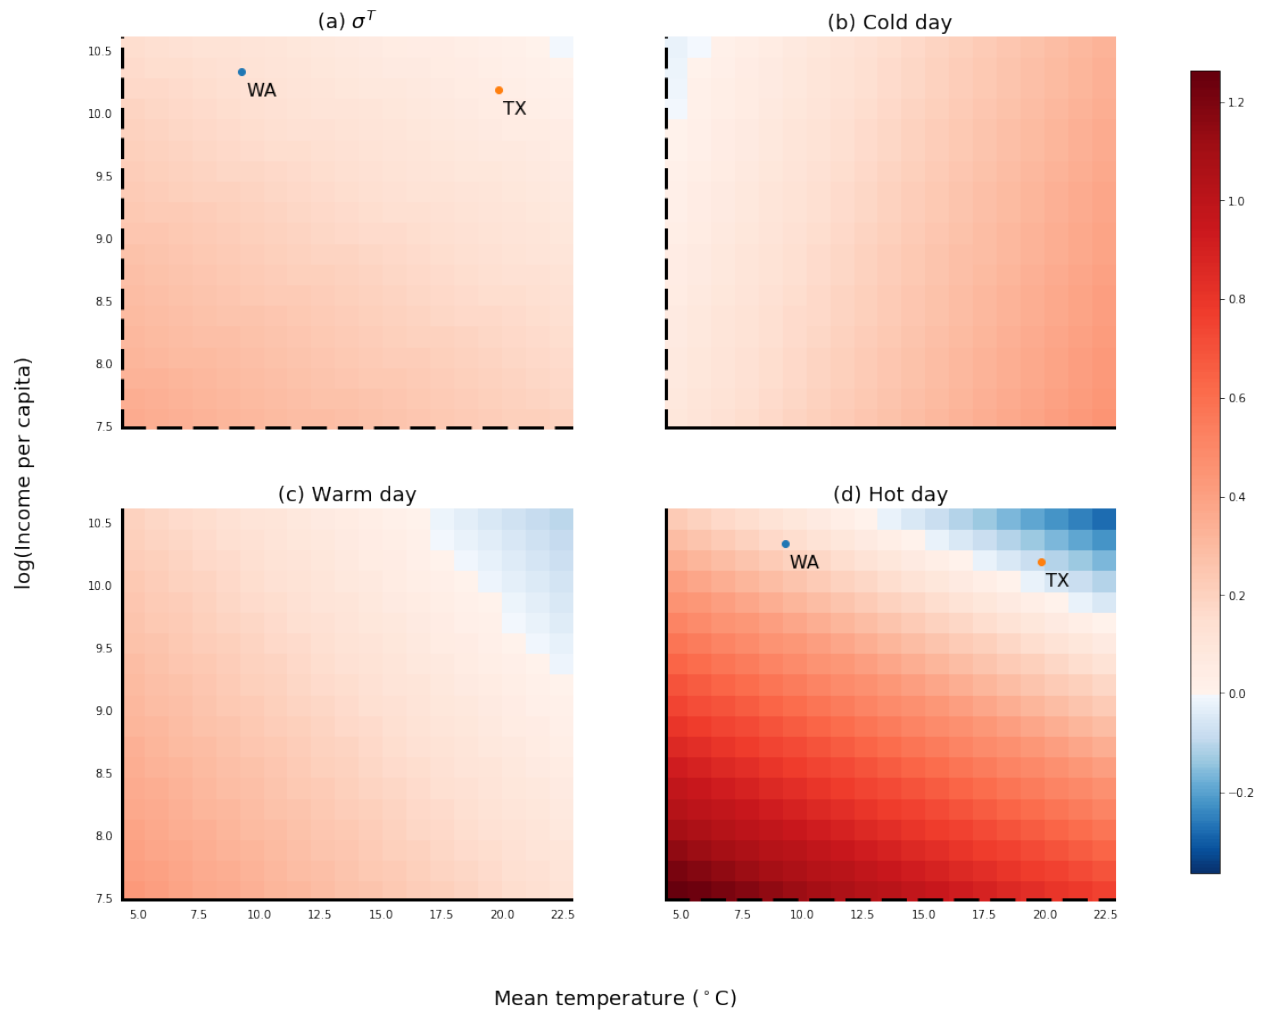 (a) σ^T
(b) Cold day
10.5
10.0
9.5
9.0
8.5
8.0
7.5
WA
TX
(c) Warm day
(d) Hot day
10.5
10.0
9.5
9.0
8.5
8.0
7.5
WA
TX
5.0 7.5 10.0 12.5 15.0 17.5 20.0 22.5
5.0 7.5 10.0 12.5 15.0 17.5 20.0 22.5
log(Income per capita)
Mean temperature (°C)
1.2
1.0
0.8
0.6
0.4
0.2
0.0
−0.2